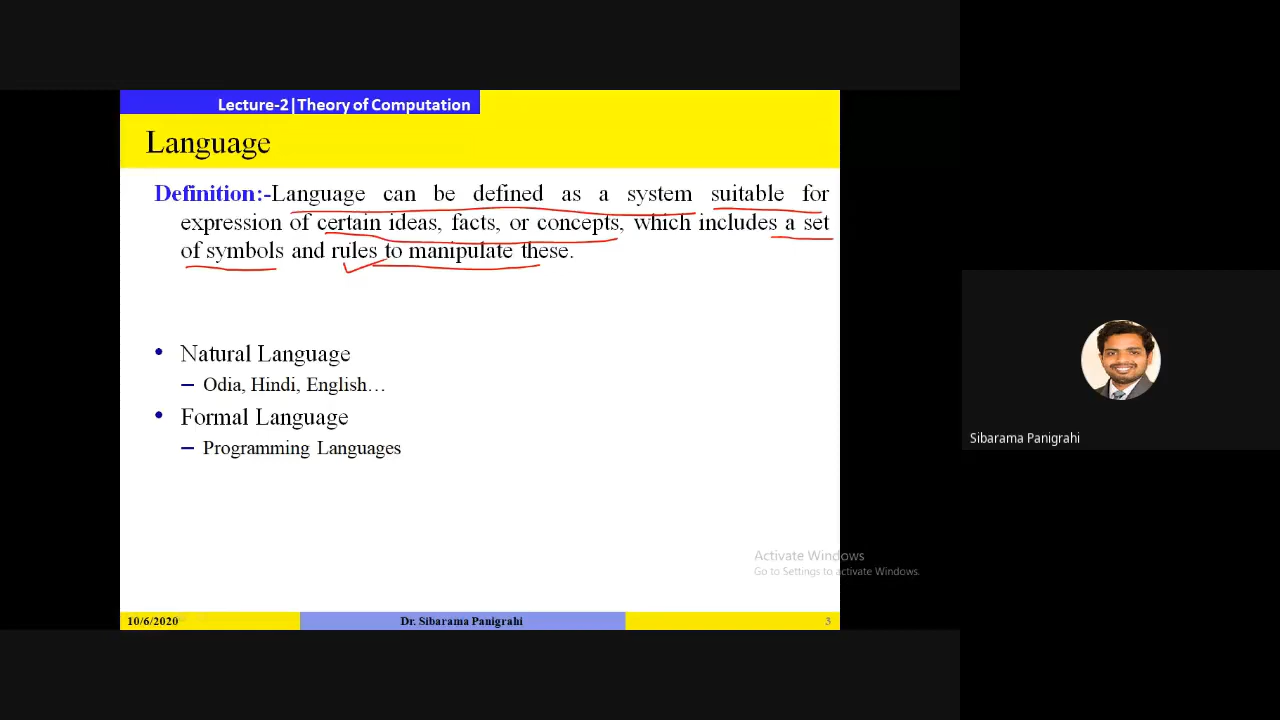 Lecture-2|Theory of Computation
Language
Definition:-Language can be defined as a system suitable for
expression of certain ideas, facts, or concepts, which includes a set
of symbols and rules to manipulate these.
• Natural Language
– Odia, Hindi, English…
• Formal Language
– Programming Languages
Sibarama Panigrahi
Activate Windows
Go to Settings to activate Windows.
10/6/2020 Dr. Sibarama Panigrahi 3